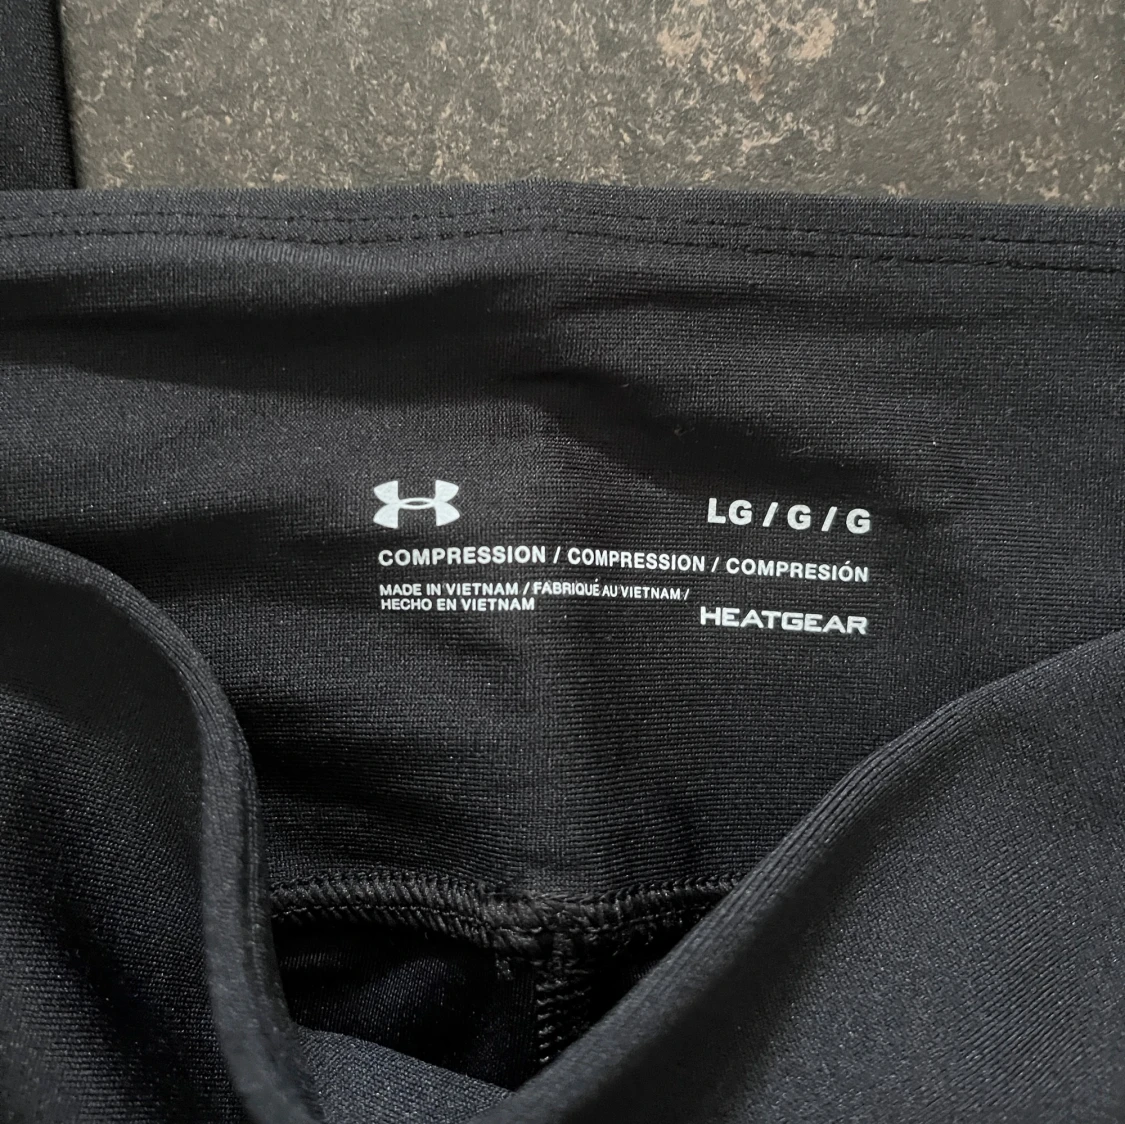 LG / G / G
COMPRESSION / COMPRESSION / COMPRESIÓN
MADE IN VIETNAM / FABRIQUÉ AU VIETNAM /
HECHO EN VIETNAM
HEATGEAR